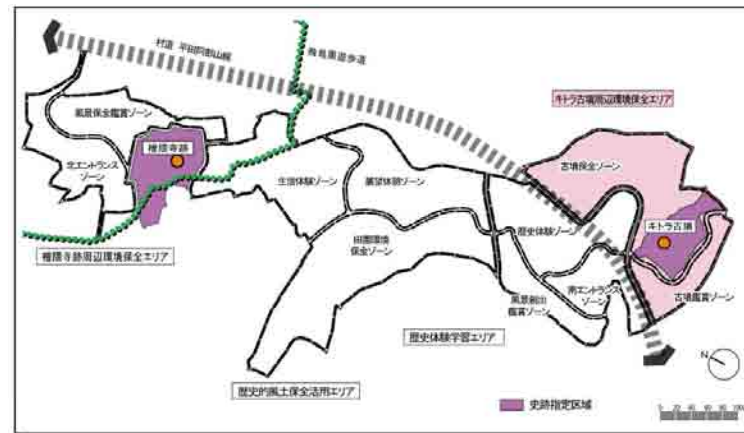 村道 平田阿部山線
飛鳥周遊歩道
キトラ古墳周辺環境保全エリア
風景保全鑑賞ゾーン
檜隈寺跡
古墳保全ゾーン
北エントランス
ゾーン
生活体験ゾーン
展望体験ゾーン
歴史体験ゾーン
キトラ古墳
田園環境
保全ゾーン
檜隈寺跡周辺環境保全エリア
南エントランス
ゾーン
古墳鑑賞ゾーン
風景創出
鑑賞ゾーン
歴史体験学習エリア
歴史的風土保全活用エリア
N
史跡指定区域
0 20 40 60 80 100